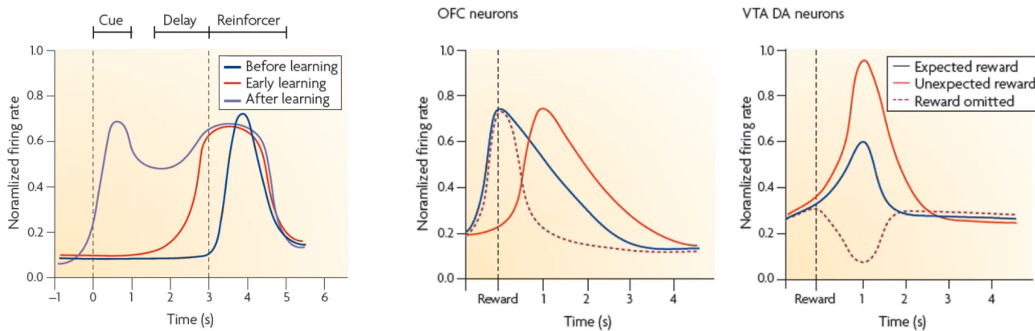 Cue Delay Reinforcer
Noramlized firing rate
1.0
0.8
0.6
0.4
0.2
0.0
Before learning
Early learning
After learning
–1 0 1 2 3 4 5 6
Time (s)
OFC neurons
Noramlized firing rate
1.0
0.8
0.6
0.4
0.2
0.0
Reward 1 2 3 4
Time (s)
VTA DA neurons
Noramlized firing rate
1.0
0.8
0.6
0.4
0.2
0.0
Expected reward
Unexpected reward
Reward omitted
Reward 1 2 3 4
Time (s)